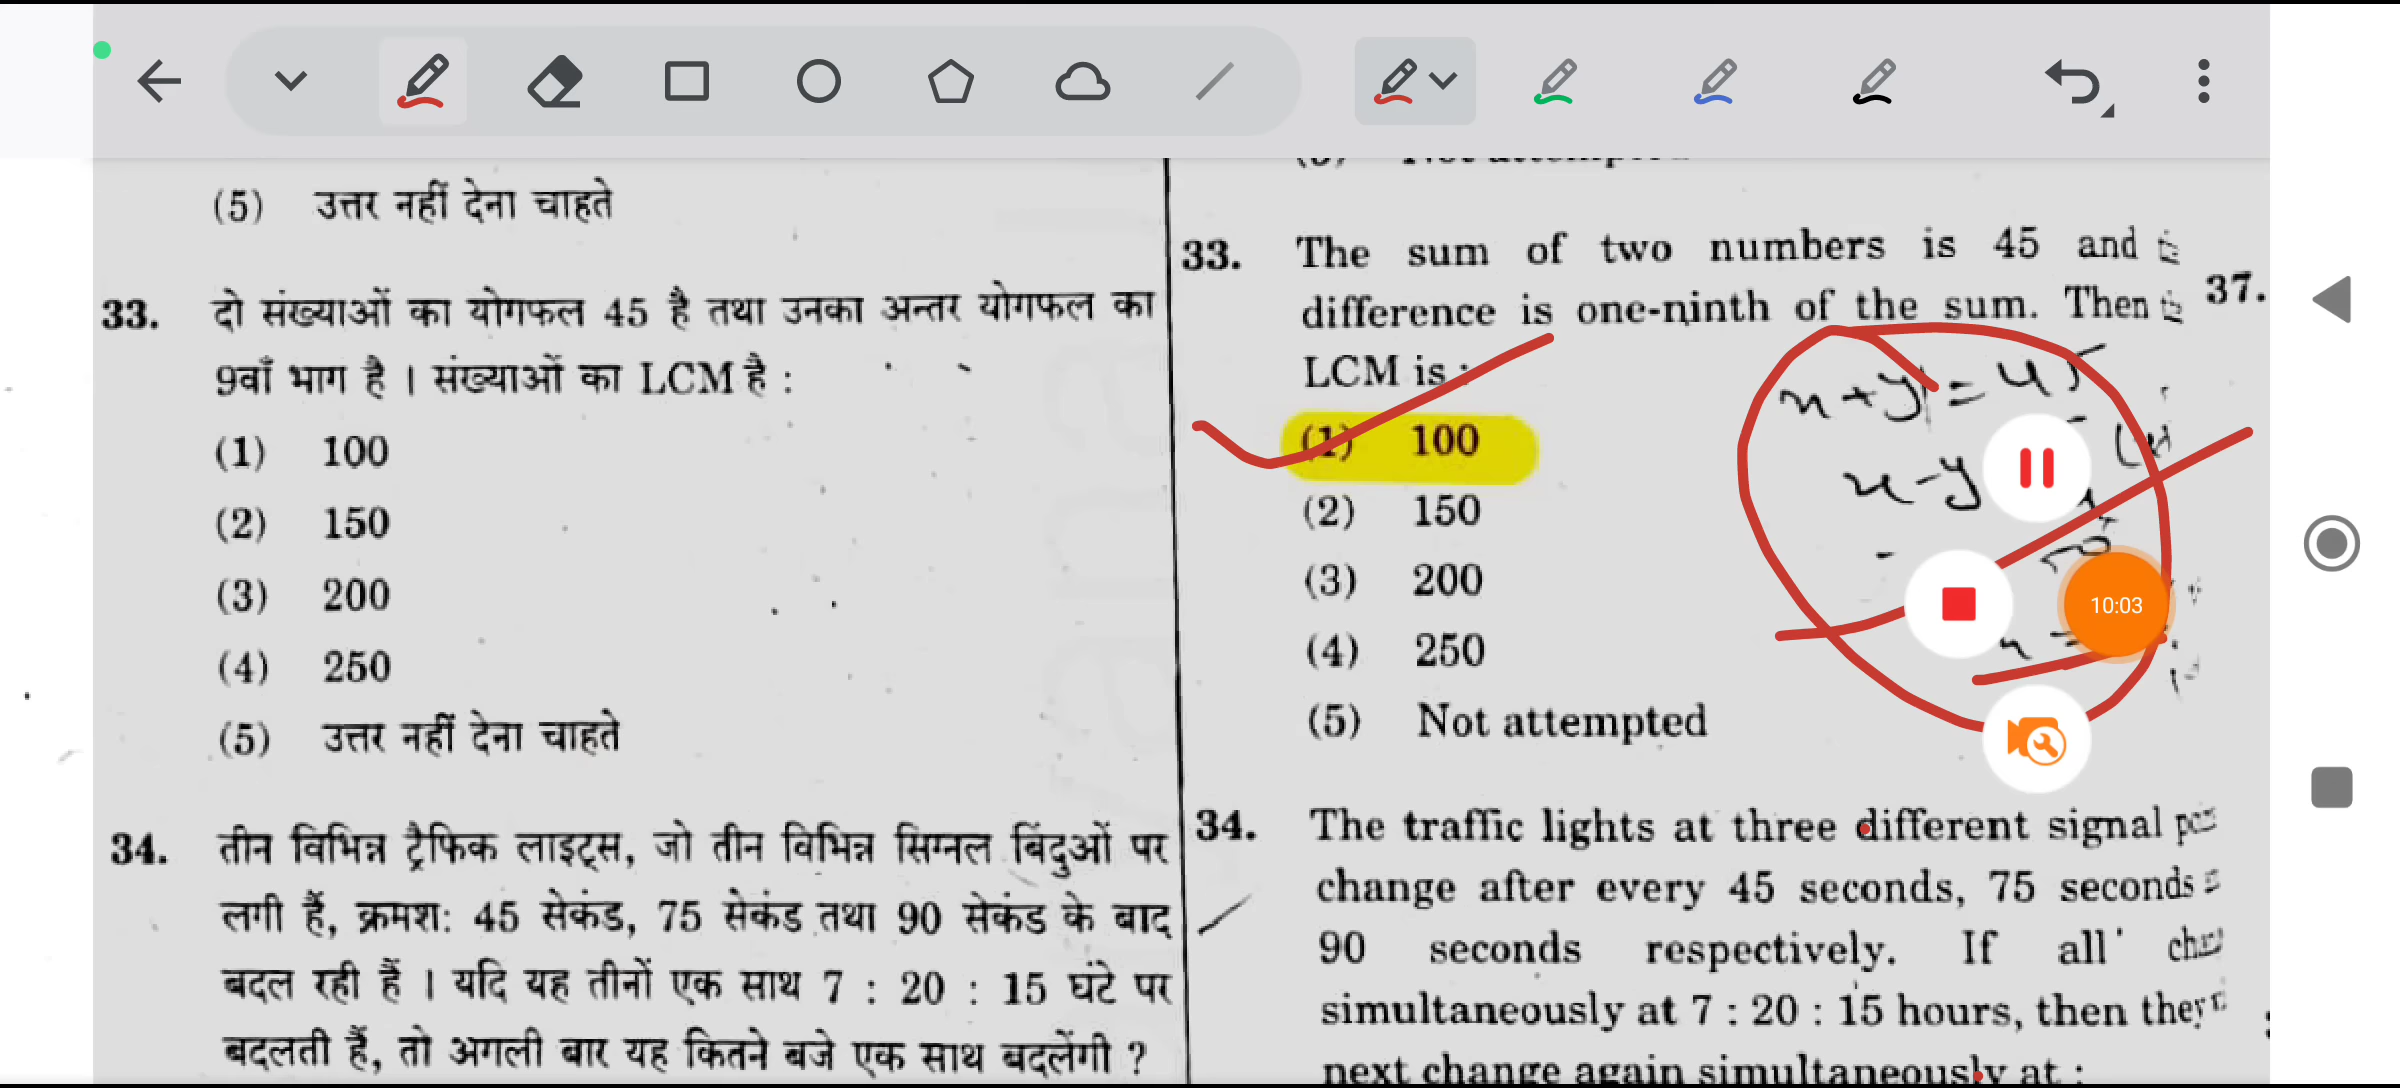 (5) उत्तर नहीं देना चाहते
33. दो संख्याओं का योगफल 45 है तथा उनका अन्तर योगफल का
9वाँ भाग है । संख्याओं का LCM है :
(1) 100
(2) 150
(3) 200
(4) 250
(5) उत्तर नहीं देना चाहते
34. तीन विभिन्न ट्रैफिक लाइट्स, जो तीन विभिन्न सिग्नल बिंदुओं पर
लगी हैं, क्रमश: 45 सेकंड, 75 सेकंड तथा 90 सेकंड के बाद
बदल रही हैं । यदि यह तीनों एक साथ 7 : 20 : 15 घंटे पर
बदलती हैं, तो अगली बार यह कितने बजे एक साथ बदलेंगी ?
33. The sum of two numbers is 45 and
difference is one-ninth of the sum. Then
LCM is :
(1) 100
(2) 150
(3) 200
(4) 250
(5) Not attempted
x+y = 45
x-y
10:03
34. The traffic lights at three different signal
change after every 45 seconds, 75 seconds
90 seconds respectively. If all
simultaneously at 7 : 20 : 15 hours, then they
next change again simultaneously at :
37.